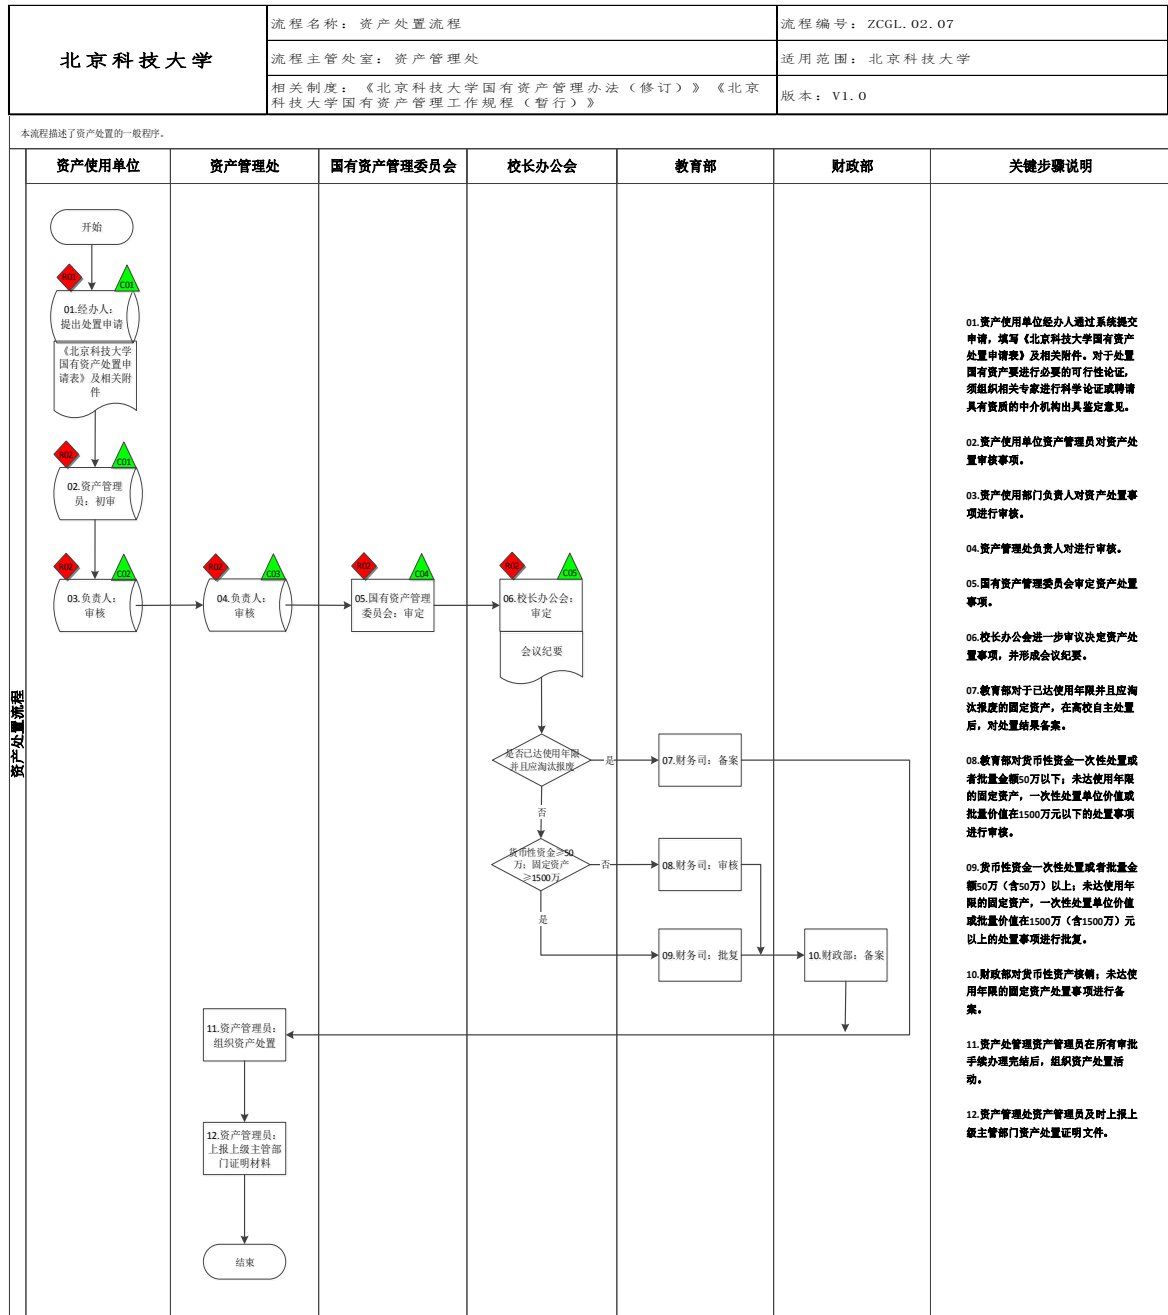 北京科技大学
流程名称：资产处置流程
流程编号：ZCGL.02.07
流程主管处室：资产管理处
适用范围：北京科技大学
相关制度：《北京科技大学国有资产管理办法（修订）》《北京
科技大学国有资产管理工作规程（暂行）》
版本：V1.0
本流程描述了资产处置的一般程序。
资产处置流程
资产使用单位
资产管理处
国有资产管理委员会
校长办公会
教育部
财政部
关键步骤说明
开始
R01
C01
01.经办人：
提出处置申请
《北京科技大学
国有资产处置申
请表》及相关附
件
R02
C01
02.资产管理
员：初审
R02
C02
03.负责人：
审核
R02
C03
04.负责人：
审核
R02
C04
05.国有资产管理
委员会：审定
R02
C05
06.校长办公会：
审定
会议纪要
是否已达使用年限
并且应淘汰报废
是
07.财务司：备案
否
货币性资金≥50
万；固定资产
≥1500万
否
08.财务司：审核
是
09.财务司：批复
10.财政部：备案
11.资产管理员：
组织资产处置
12.资产管理员：
上报上级主管部
门证明材料
结束
01.资产使用单位经办人通过系统提交
申请，填写《北京科技大学国有资产
处置申请表》及相关附件。对于处置
国有资产要进行必要的可行性论证，
须组织相关专家进行科学论证或聘请
具有资质的中介机构出具鉴定意见。
02.资产使用单位资产管理员对资产处
置审核事项。
03.资产使用部门负责人对资产处置事
项进行审核。
04.资产管理处负责人对进行审核。
05.国有资产管理委员会审定资产处置
事项。
06.校长办公会进一步审议决定资产处
置事项，并形成会议纪要。
07.教育部对于已达使用年限并且应淘
汰报废的固定资产，在高校自主处置
后，对处置结果备案。
08.教育部对货币性资金一次性处置或
者批量金额50万以下；未达使用年限
的固定资产，一次性处置单位价值或
批量价值在1500万元以下的处置事项
进行审核。
09.货币性资金一次性处置或者批量金
额50万（含50万）以上；未达使用年
限的固定资产，一次性处置单位价值
或批量价值在1500万（含1500万）元
以上的处置事项进行批复。
10.财政部对货币性资产核销；未达使
用年限的固定资产处置事项进行备
案。
11.资产处管理资产管理员在所有审批
手续办理完结后，组织资产处置活
动。
12.资产管理处资产管理员及时上报上
级主管部门资产处置证明文件。